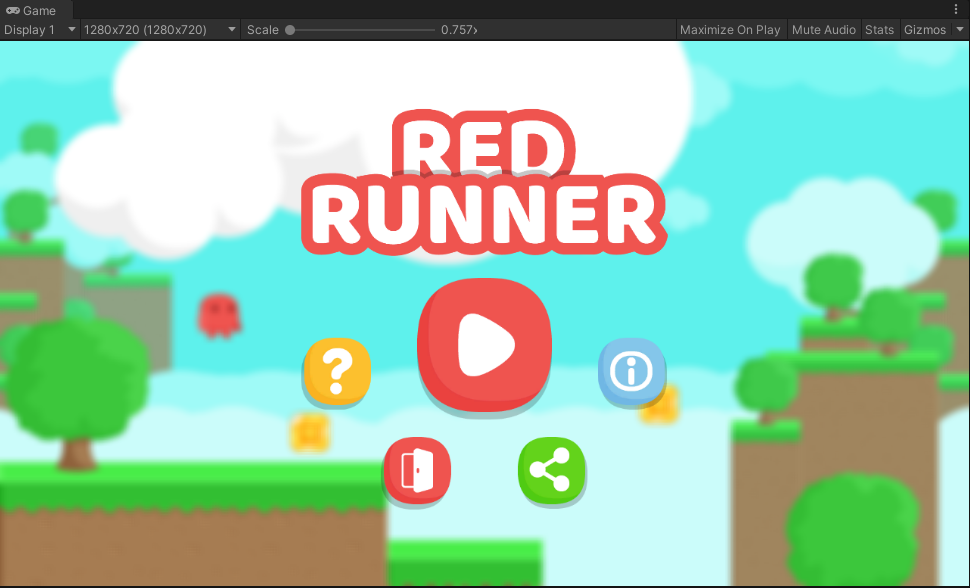 Game
Display 1 1280x720 (1280x720) Scale 0.757x Maximize On Play Mute Audio Stats Gizmos
RED
RUNNER
?
i